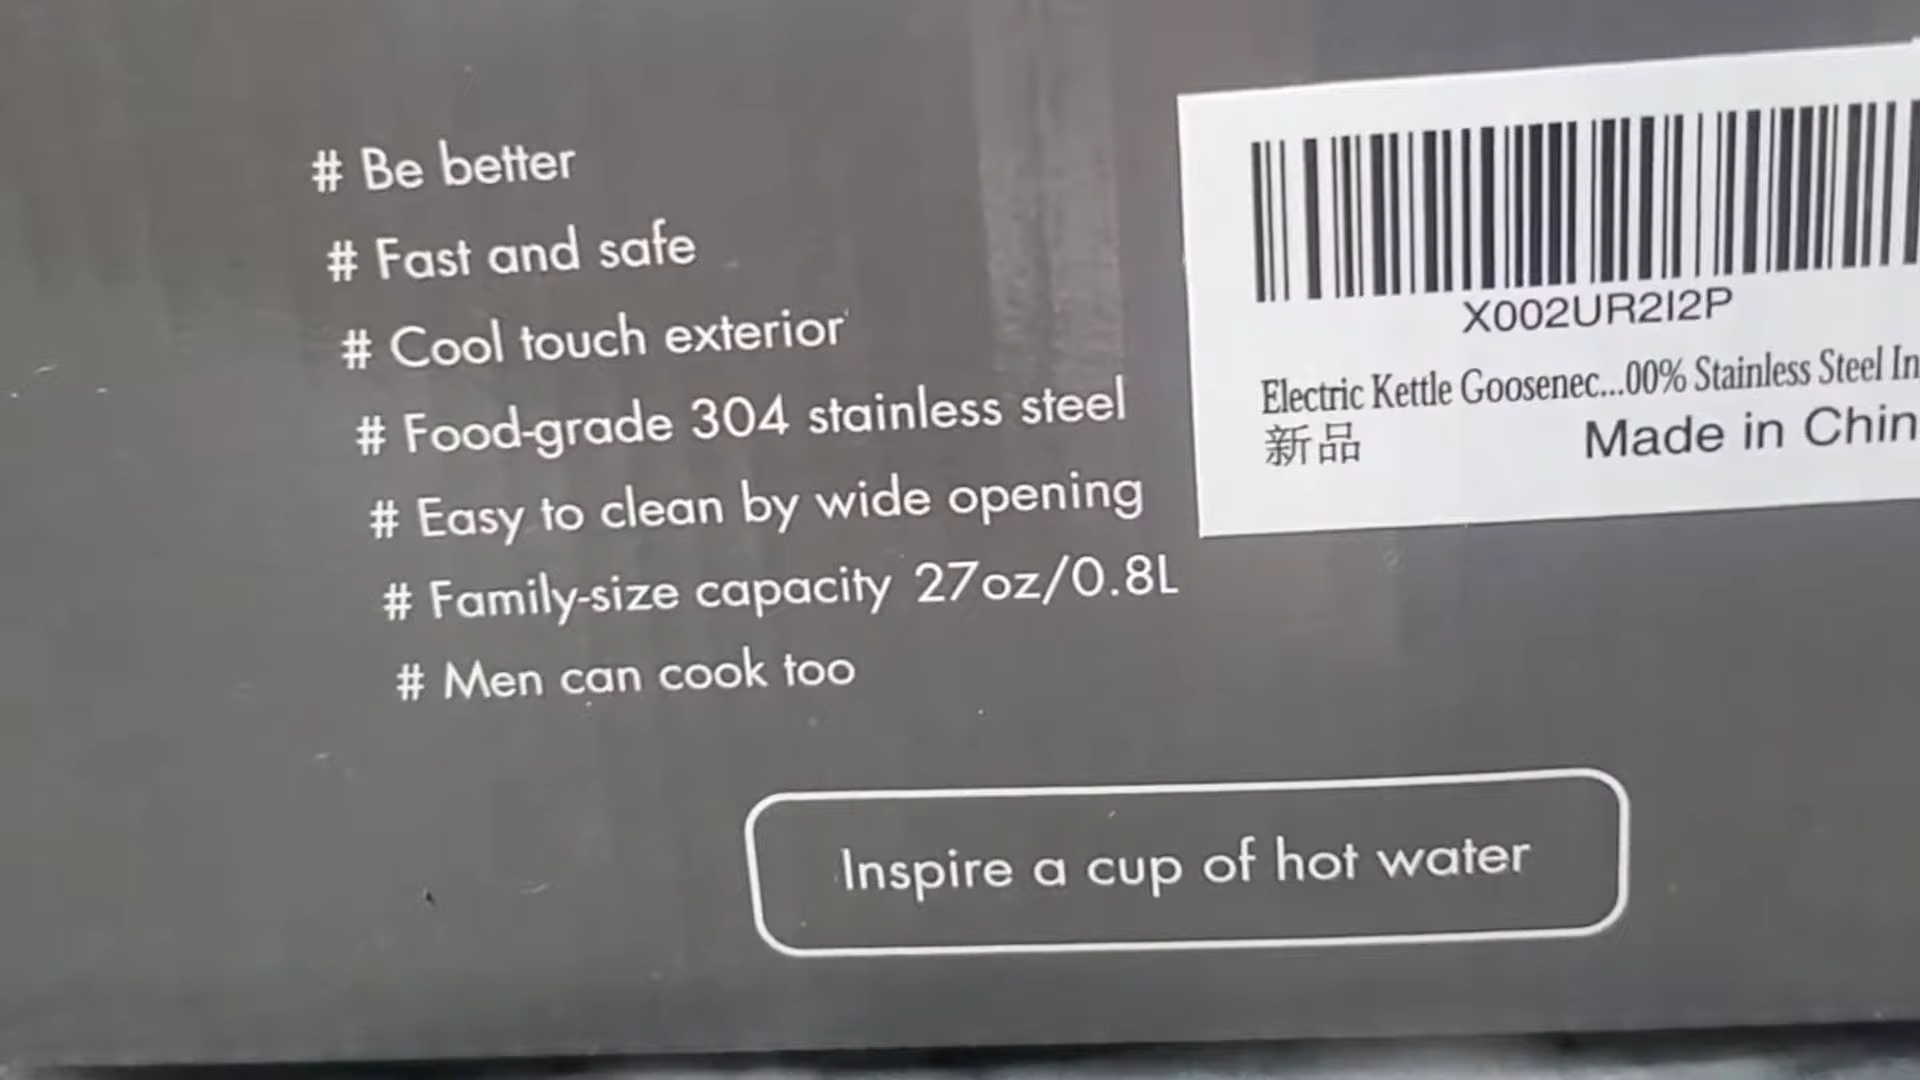 # Be better
# Fast and safe
# Cool touch exterior
# Food-grade 304 stainless steel
# Easy to clean by wide opening
# Family-size capacity 27oz/0.8L
# Men can cook too
Inspire a cup of hot water
X002UR2I2P
Electric Kettle Goosenec...00% Stainless Steel In
新品
Made in Chin